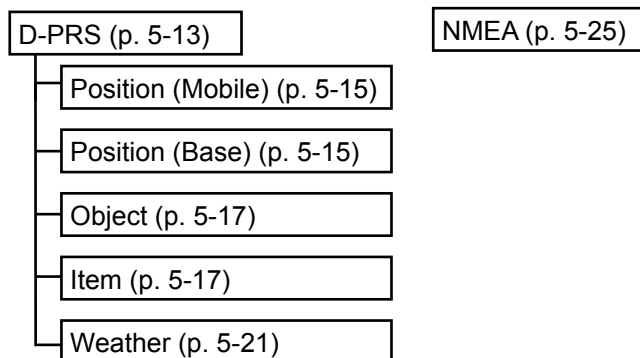 D-PRS (p. 5-13)
NMEA (p. 5-25)
Position (Mobile) (p. 5-15)
Position (Base) (p. 5-15)
Object (p. 5-17)
Item (p. 5-17)
Weather (p. 5-21)